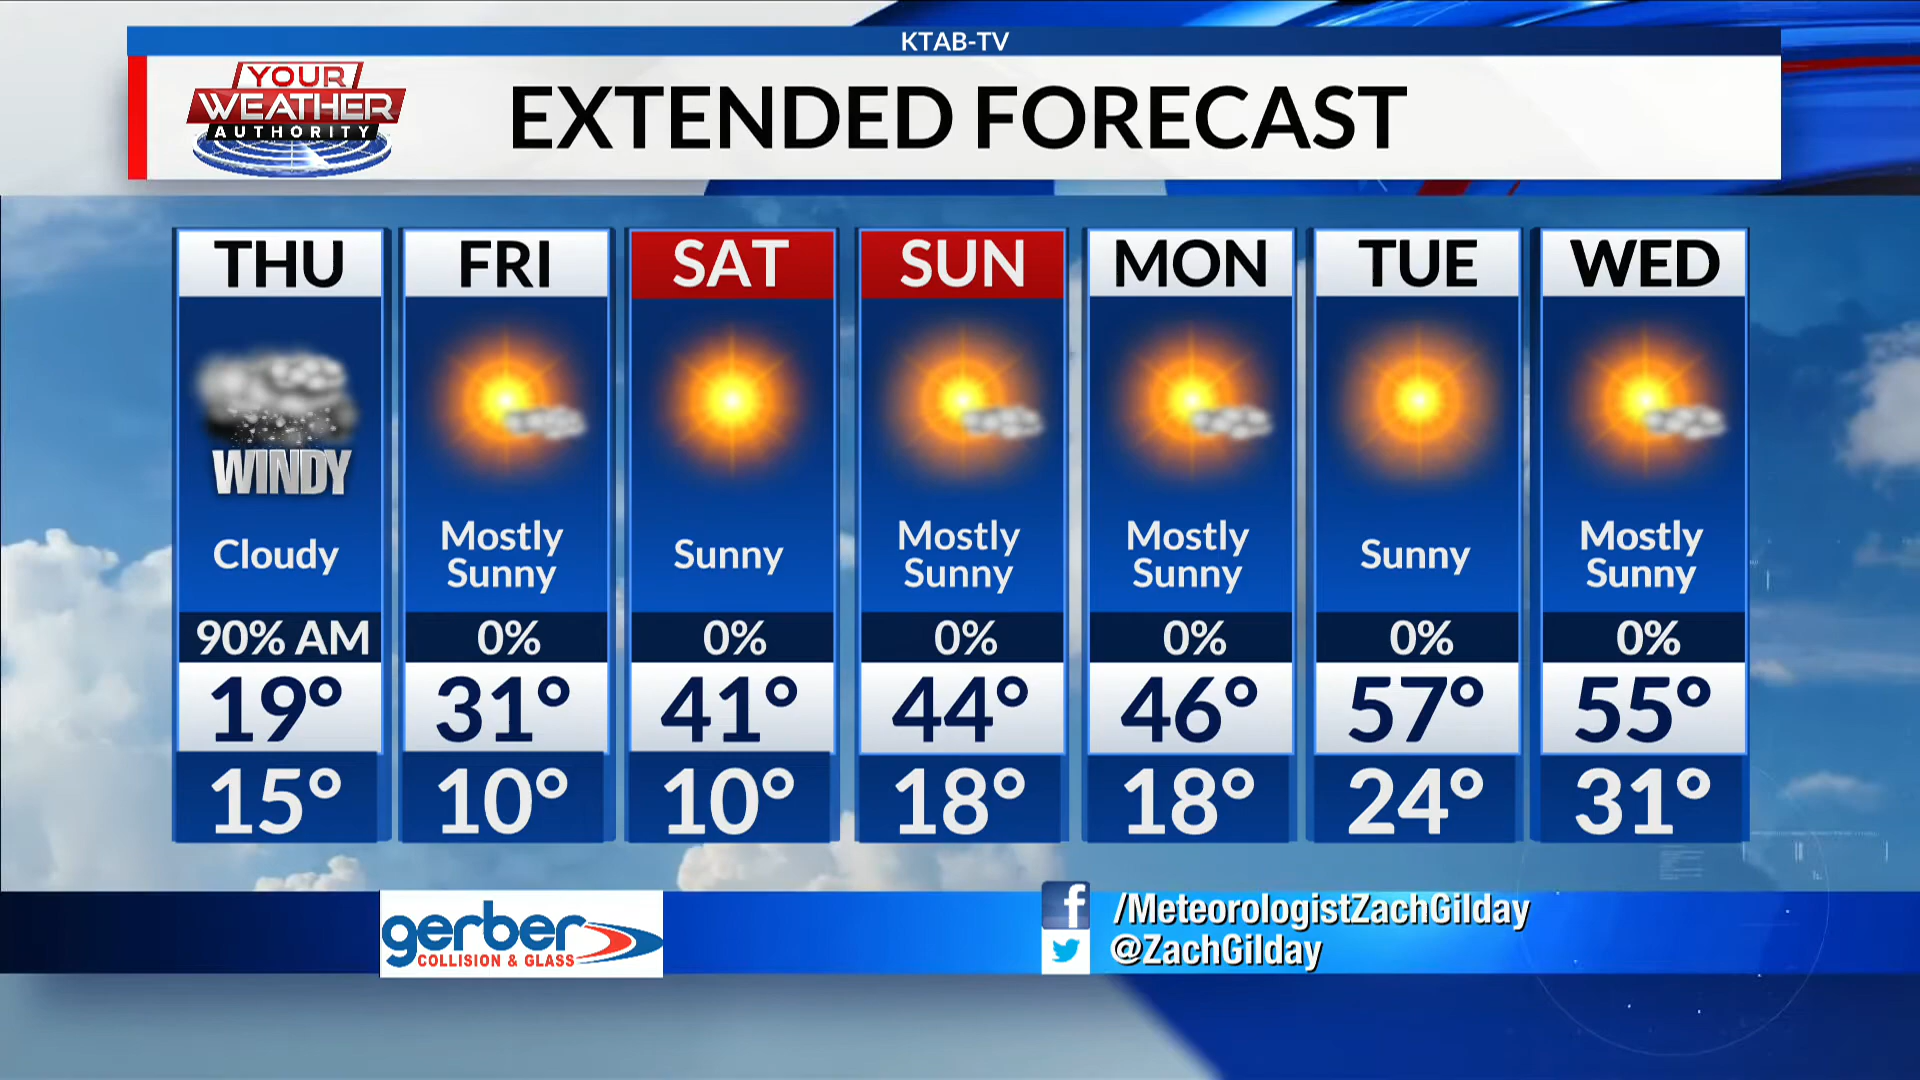 KTAB-TV
YOUR
WEATHER
AUTHORITY
EXTENDED FORECAST
THU FRI SAT SUN MON TUE WED
WINDY
Cloudy
Mostly
Sunny
Sunny
Mostly
Sunny
Mostly
Sunny
Sunny
Mostly
Sunny
90% AM 0% 0% 0% 0% 0% 0%
19° 31° 41° 44° 46° 57° 55°
15° 10° 10° 18° 18° 24° 31°
gerber
COLLISION & GLASS
f /MeteorologistZachGilday
@ZachGilday